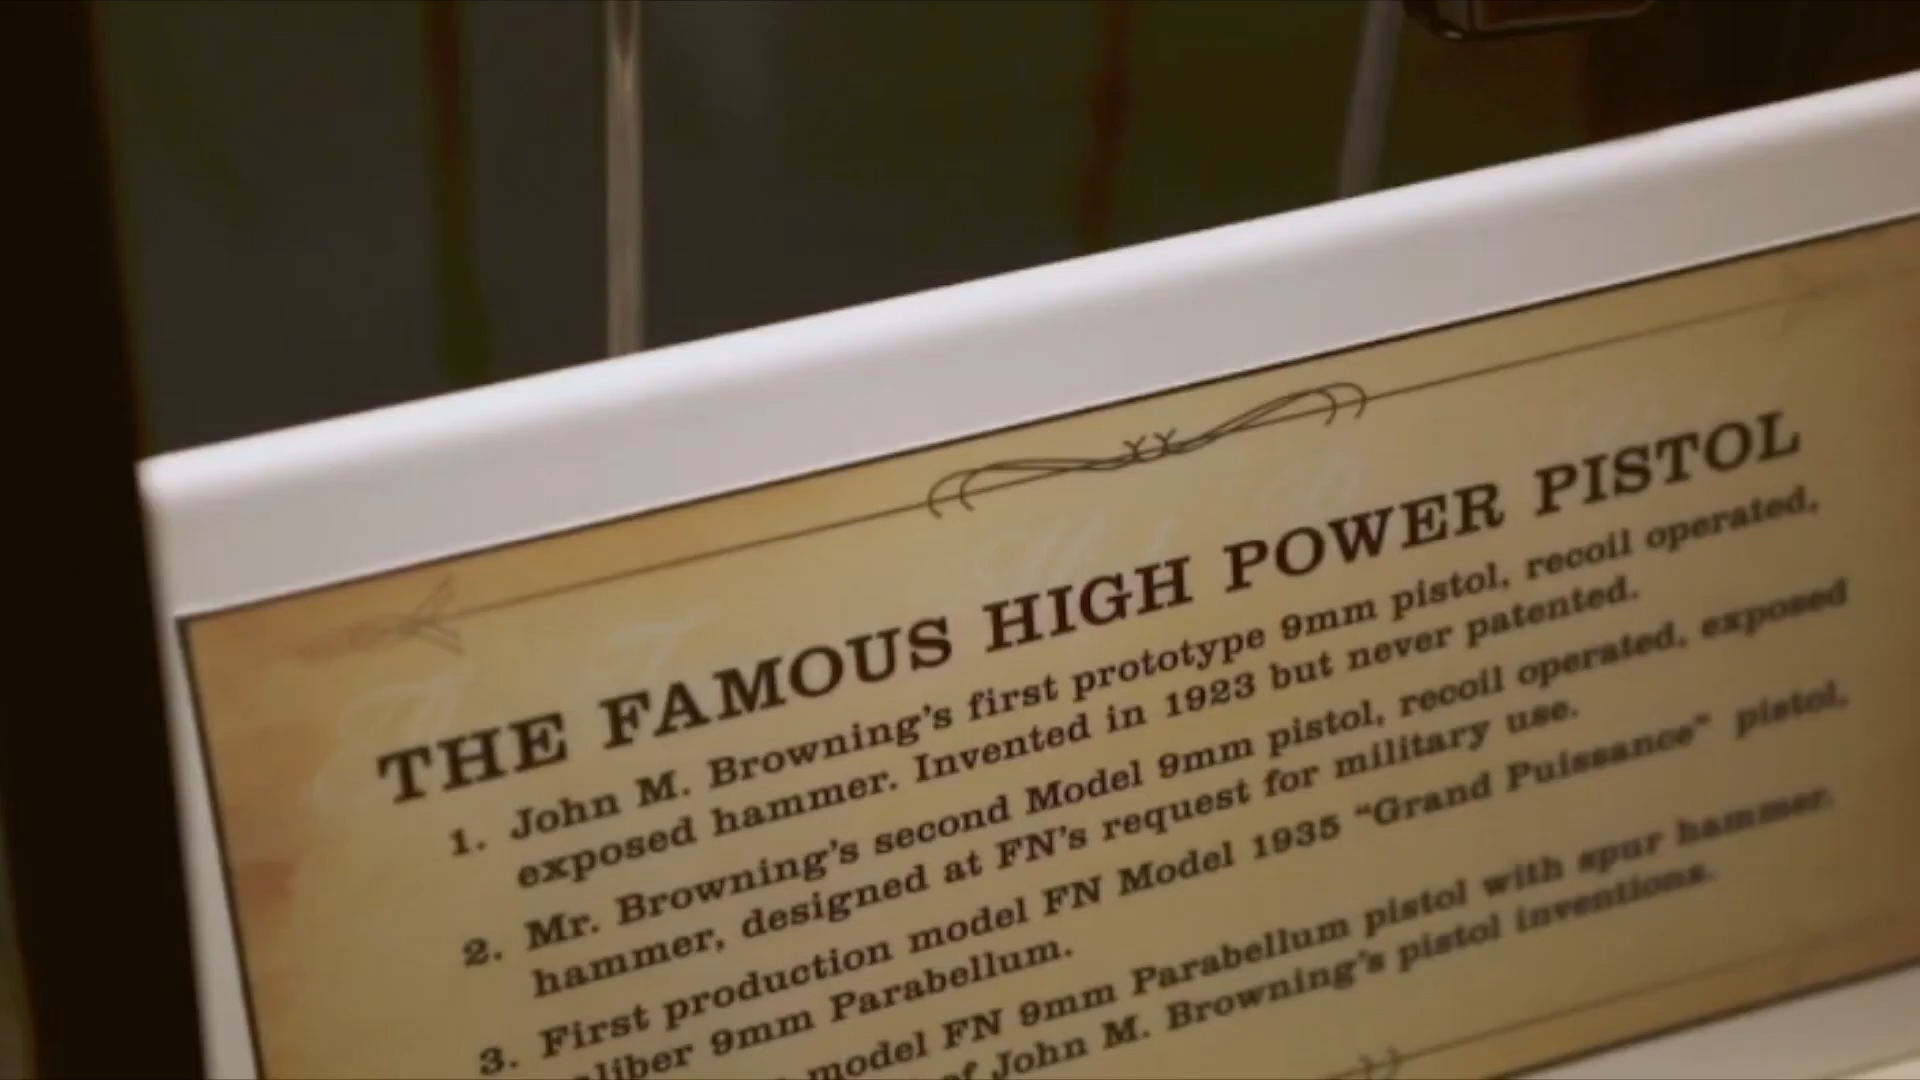 THE FAMOUS HIGH POWER PISTOL
1. John M. Browning's first prototype 9mm pistol, recoil operated,
exposed hammer. Invented in 1923 but never patented.
2. Mr. Browning's second Model 9mm pistol, recoil operated, exposed
hammer, designed at FN's request for military use.
3. First production model FN Model 1935 "Grand Puissance" pistol,
9mm Parabellum.
model FN 9mm Parabellum pistol with spur hammer.
of John M. Browning's pistol inventions.